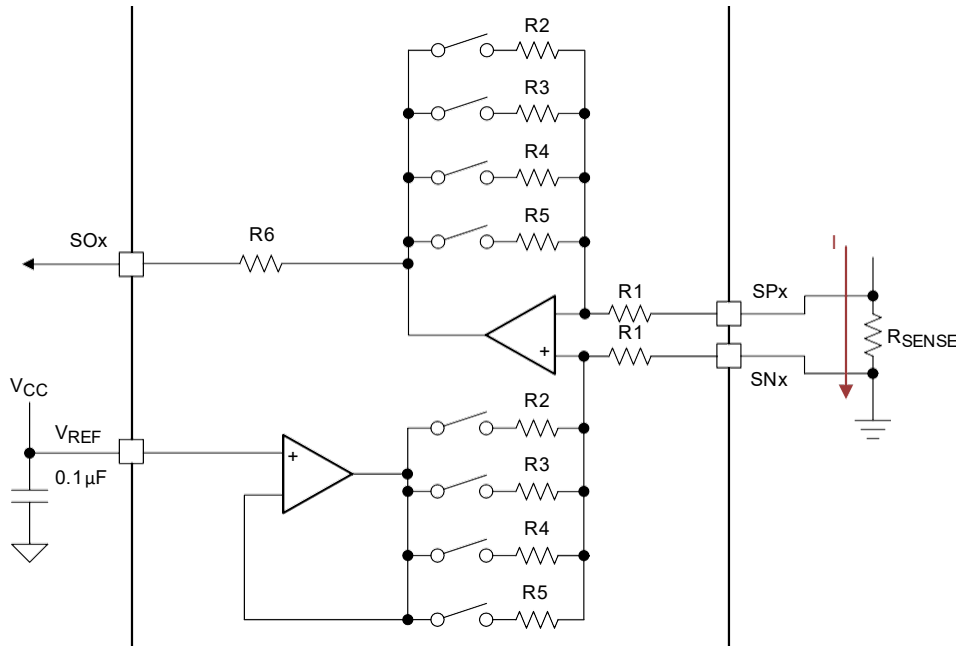 R2
R3
R4
R5
SOx
R6
I
R1
SPx
R1
RSENSE
+
SNx
VCC
R2
VREF
+
0.1µF
R3
R4
R5